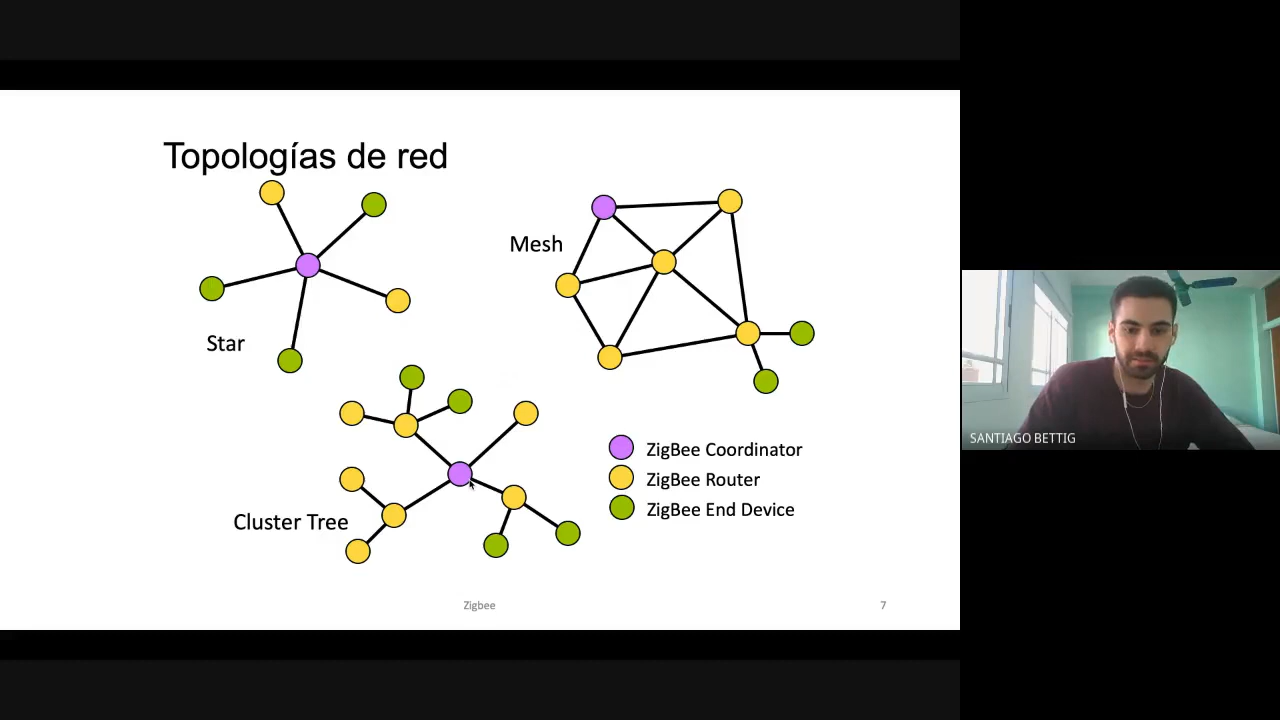 Topologías de red
Mesh
Star
ZigBee Coordinator
ZigBee Router
ZigBee End Device
Cluster Tree
Zigbee
7
SANTIAGO BETTIG